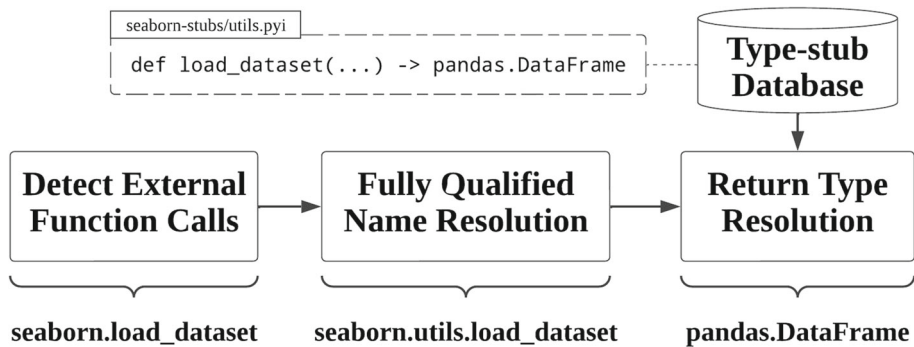 seaborn-stubs/utils.pyi
def load_dataset(...) -> pandas.DataFrame
Type-stub
Database
Detect External
Function Calls
Fully Qualified
Name Resolution
Return Type
Resolution
seaborn.load_dataset
seaborn.utils.load_dataset
pandas.DataFrame